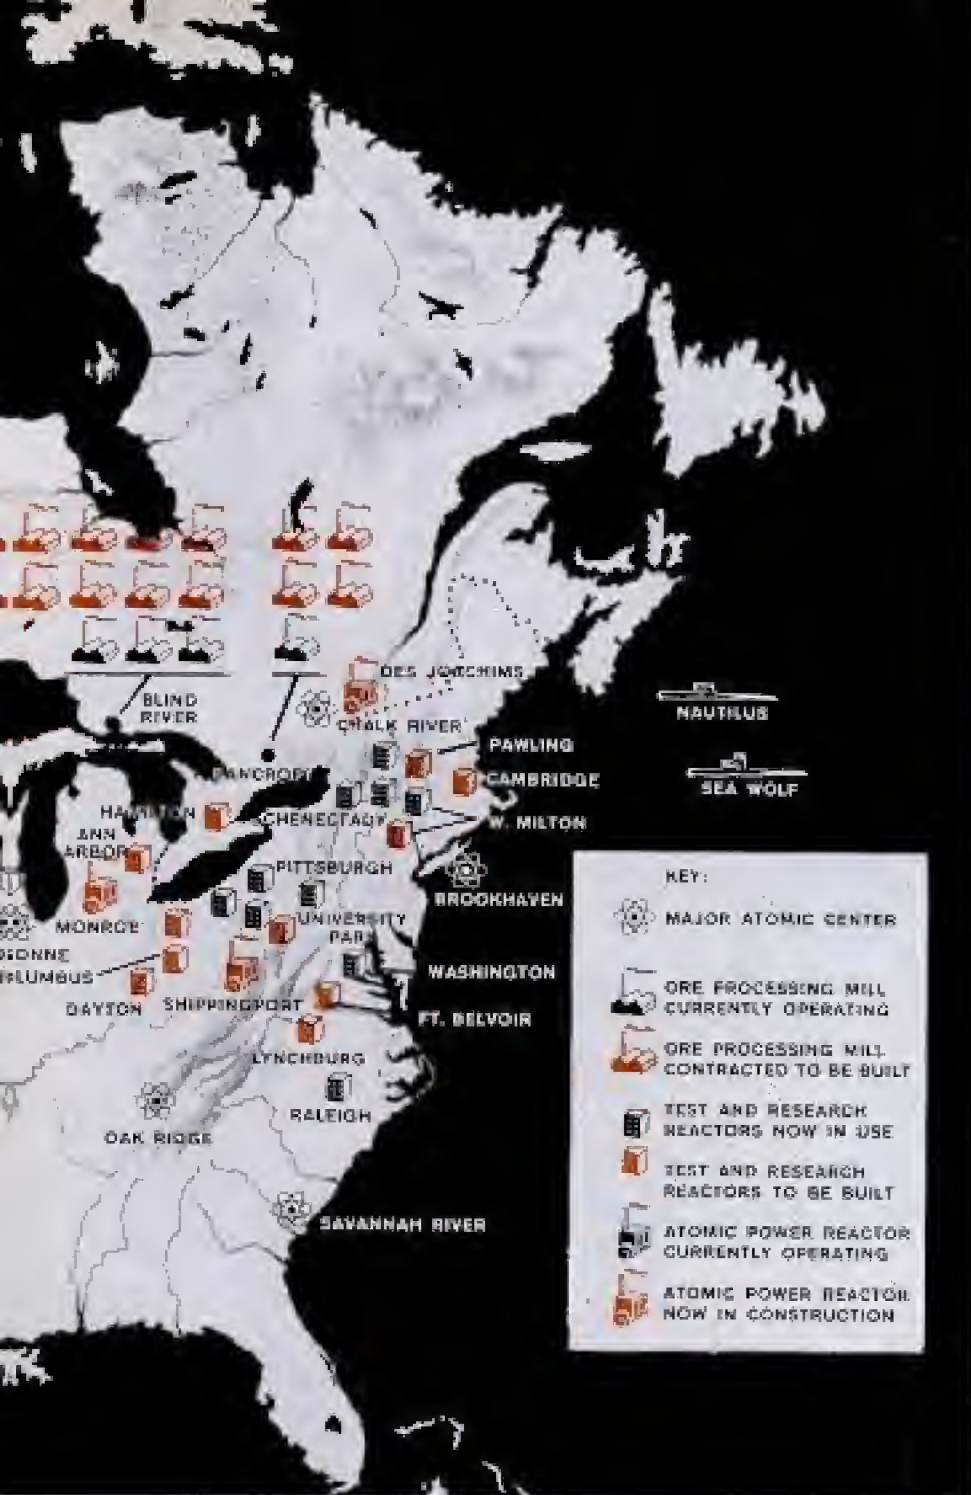 DES JOACHIMS
BLIND
RIVER
NAUTILUS
CHALK RIVER
PAWLING
BANCROFT
CAMBRIDGE
SEA WOLF
HAMILTON
SCHENECTADY
W. MILTON
ANN
ARBOR
PITTSBURGH
BROOKHAVEN
MONROE
UNIVERSITY
PARK
WASHINGTON
DAYTON
SHIPPINGPORT
FT. BELVOIR
LYNCHBURG
RALEIGH
OAK RIDGE
SAVANNAH RIVER
KEY:
MAJOR ATOMIC CENTER
ORE PROCESSING MILL
CURRENTLY OPERATING
ORE PROCESSING MILL
CONTRACTED TO BE BUILT
TEST AND RESEARCH
REACTORS NOW IN USE
TEST AND RESEARCH
REACTORS TO BE BUILT
ATOMIC POWER REACTOR
CURRENTLY OPERATING
ATOMIC POWER REACTOR
NOW IN CONSTRUCTION